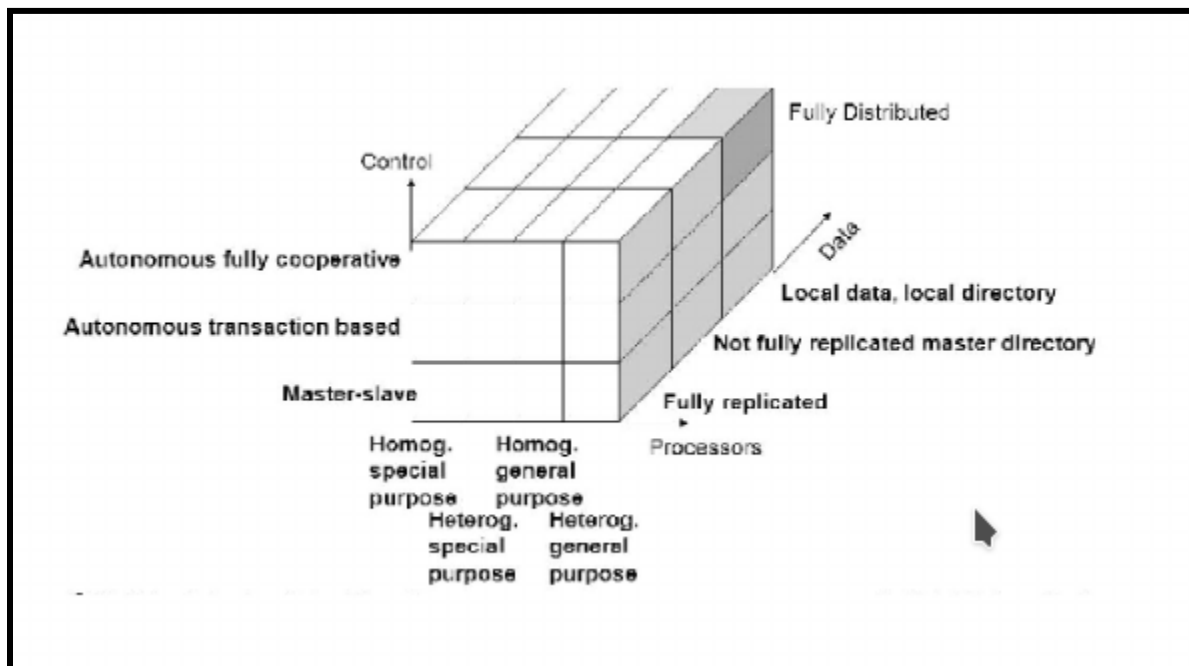 Fully Distributed
Control
Data
Autonomous fully cooperative
Local data, local directory
Autonomous transaction based
Not fully replicated master directory
Master-slave
Fully replicated
Processors
Homog.
special
purpose
Homog.
general
purpose
Heterog.
special
purpose
Heterog.
general
purpose